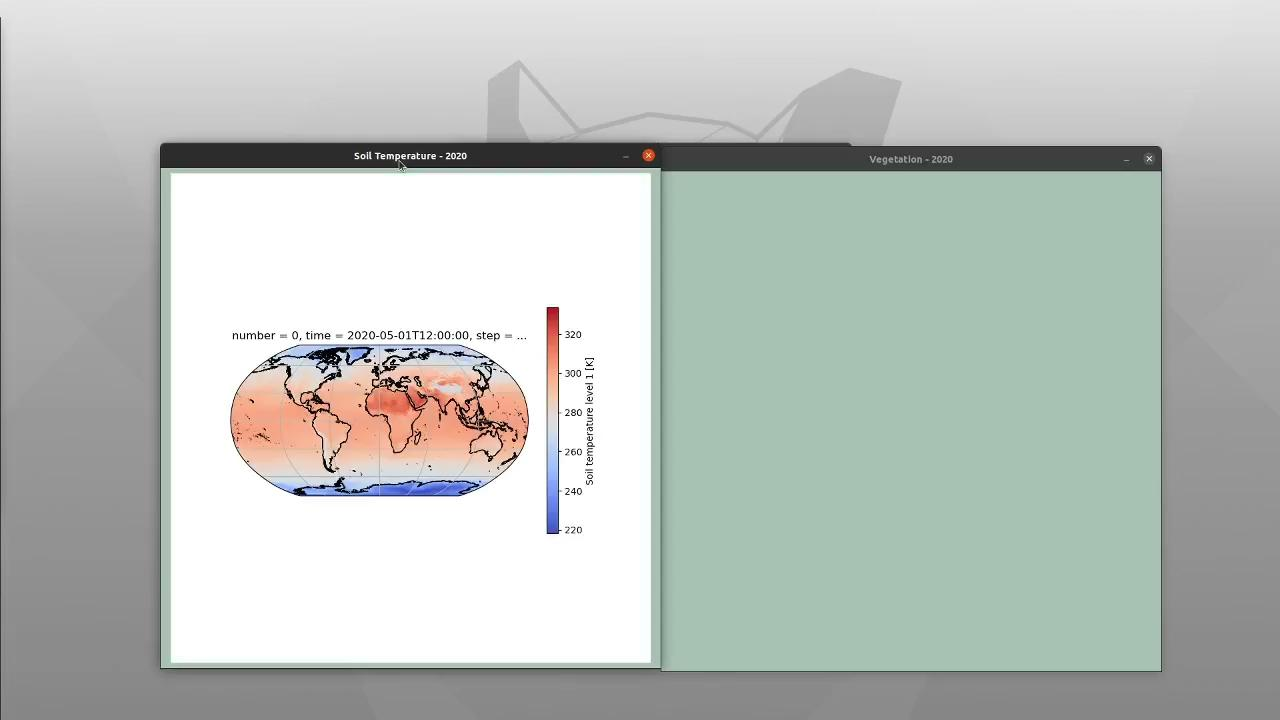 Soil Temperature - 2020
Vegetation - 2020
number = 0, time = 2020-05-01T12:00:00, step = ...
320
300
280
260
240
220
Soil temperature level 1 [K]